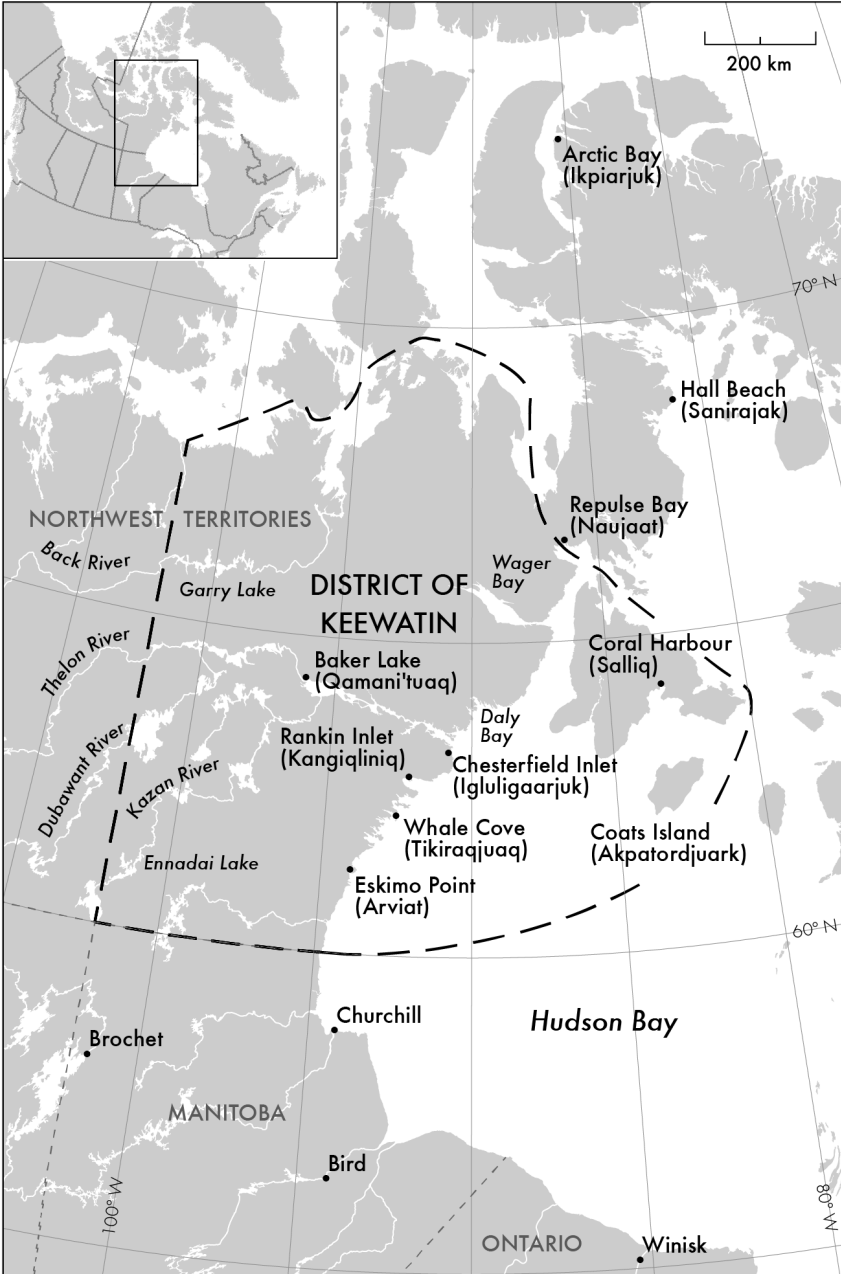 200 km
Arctic Bay
(Ikpiarjuk)
70° N
Hall Beach
(Sanirajak)
NORTHWEST TERRITORIES
Repulse Bay
(Naujaat)
Back River
Wager
Bay
Garry Lake
DISTRICT OF
KEEWATIN
Thelon River
Coral Harbour
(Salliq)
Baker Lake
(Qamani'tuaq)
Daly
Bay
Rankin Inlet
(Kangiqliniq)
Dubawant River
Kazan River
Chesterfield Inlet
(Igluligaarjuk)
Whale Cove
(Tikiraqjuaq)
Coats Island
(Akpatordjuark)
Ennadai Lake
Eskimo Point
(Arviat)
60° N
Churchill
Hudson Bay
Brochet
MANITOBA
Bird
100° W
80° W
ONTARIO
Winisk